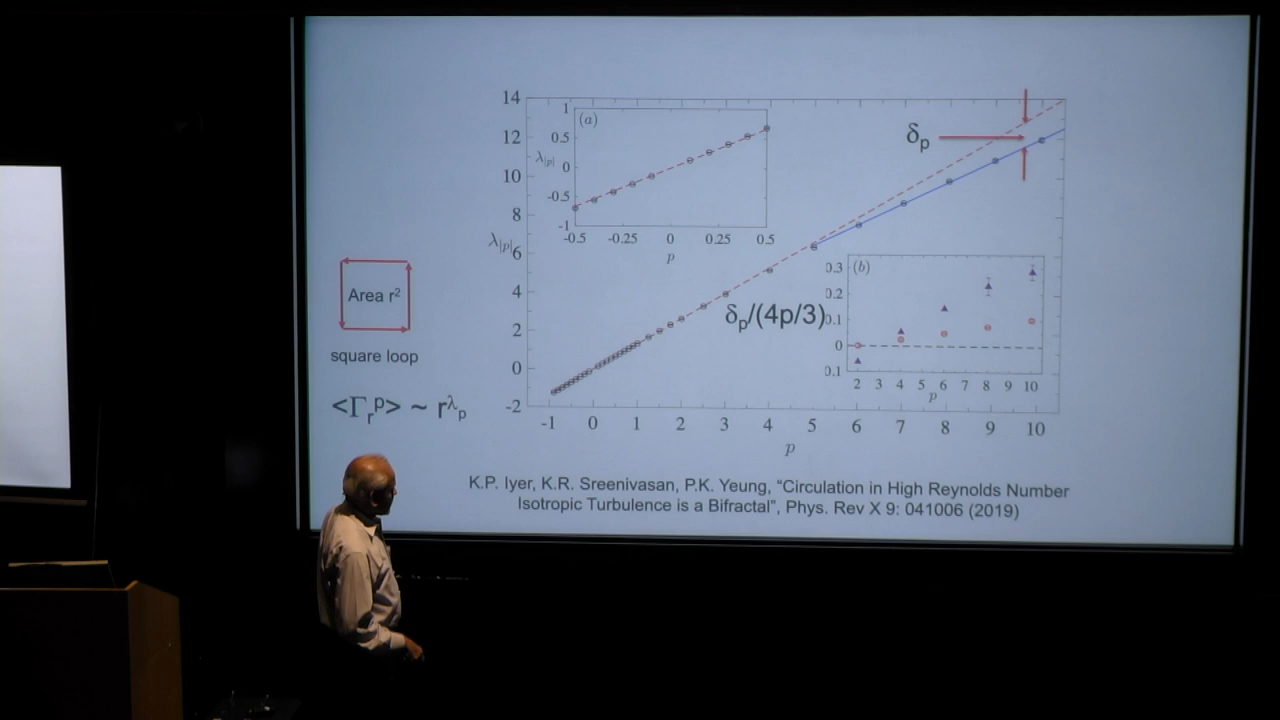 14
12
10
8
6
4
2
0
-2
λ|p|
-1 0 1 2 3 4 5 6 7 8 9 10
p
(a)
1
0.5
0
-0.5
-1
λ|p|
-0.5 -0.25 0 0.25 0.5
p
δp
δp/(4p/3)
(b)
0.3
0.2
0.1
0
0.1
2 3 4 5 6 7 8 9 10
p
Area r²
square loop
<Γrᵖ> ~ r^λp
K.P. Iyer, K.R. Sreenivasan, P.K. Yeung, “Circulation in High Reynolds Number
Isotropic Turbulence is a Bifractal”, Phys. Rev X 9: 041006 (2019)